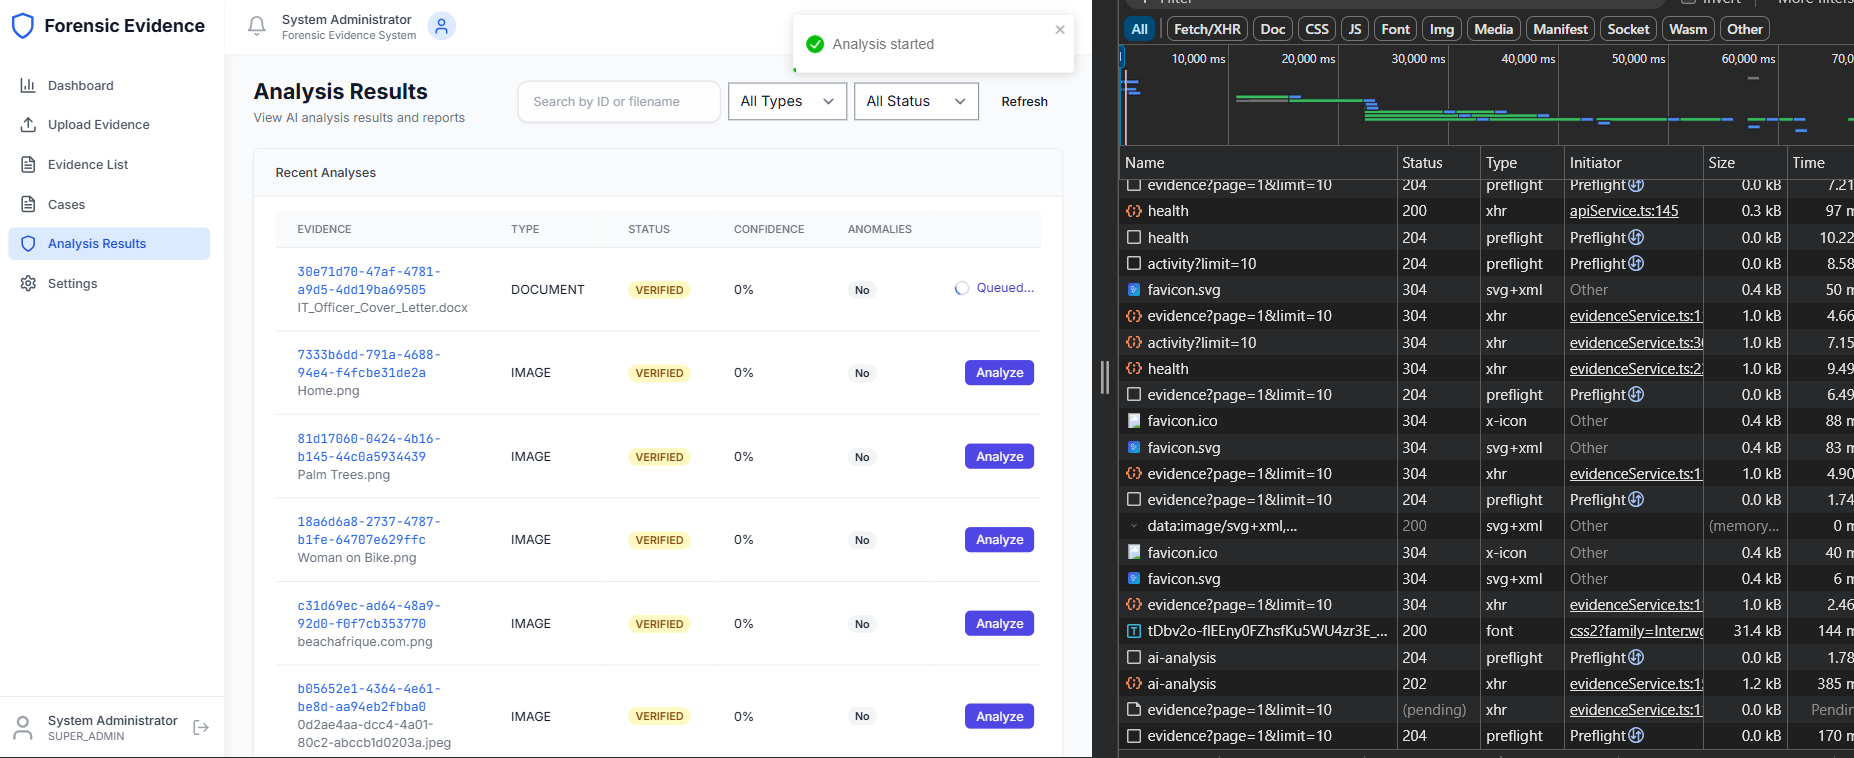 Forensic Evidence
System Administrator
Forensic Evidence System
Analysis started
Dashboard
Upload Evidence
Evidence List
Cases
Analysis Results
Settings
System Administrator
SUPER_ADMIN
Analysis Results
View AI analysis results and reports
Search by ID or filename
All Types
All Status
Refresh
Recent Analyses
EVIDENCE TYPE STATUS CONFIDENCE ANOMALIES
30e71d70-47af-4781-
a9d5-4dd19ba69505
IT_Officer_Cover_Letter.docx
DOCUMENT VERIFIED 0% No Queued...
7333b6dd-791a-4688-
94e4-f4fcbe31de2a
Home.png
IMAGE VERIFIED 0% No Analyze
81d17060-0424-4b16-
b145-44c0a5934439
Palm Trees.png
IMAGE VERIFIED 0% No Analyze
18a6d6a8-2737-4787-
b1fe-64707e629ffc
Woman on Bike.png
IMAGE VERIFIED 0% No Analyze
c31d69ec-ad64-48a9-
92d0-f0f7cb353770
beachafrique.com.png
IMAGE VERIFIED 0% No Analyze
b05652e1-4364-4e61-
be8d-aa94eb2fbba0
0d2ae4aa-dcc4-4a01-
80c2-abccb1d0203a.jpeg
IMAGE VERIFIED 0% No Analyze
Filter Invert More filters
All Fetch/XHR Doc CSS JS Font Img Media Manifest Socket Wasm Other
10,000 ms 20,000 ms 30,000 ms 40,000 ms 50,000 ms 60,000 ms 70,0
Name Status Type Initiator Size Time
evidence?page=1&limit=10 204 preflight Preflight 0.0 kB 7.21
health 200 xhr apiService.ts:145 0.3 kB 97 m
health 204 preflight Preflight 0.0 kB 10.22
activity?limit=10 204 preflight Preflight 0.0 kB 8.58
favicon.svg 304 svg+xml Other 0.4 kB 50 m
evidence?page=1&limit=10 304 xhr evidenceService.ts:1 1.0 kB 4.66
activity?limit=10 304 xhr evidenceService.ts:30 1.0 kB 7.15
health 304 xhr evidenceService.ts:2 1.0 kB 9.49
evidence?page=1&limit=10 204 preflight Preflight 0.0 kB 6.49
favicon.ico 304 x-icon Other 0.4 kB 88 m
favicon.svg 304 svg+xml Other 0.4 kB 83 m
evidence?page=1&limit=10 304 xhr evidenceService.ts:1 1.0 kB 4.90
evidence?page=1&limit=10 204 preflight Preflight 0.0 kB 1.74
data:image/svg+xml,... 200 svg+xml Other (memory... 0 m
favicon.ico 304 x-icon Other 0.4 kB 40 m
favicon.svg 304 svg+xml Other 0.4 kB 6 m
evidence?page=1&limit=10 304 xhr evidenceService.ts:1 1.0 kB 2.46
tDbv2o-flEEny0FZhsfKu5WU4zr3E_... 200 font css2?family=Inter:wg 31.4 kB 144 m
ai-analysis 204 preflight Preflight 0.0 kB 1.78
ai-analysis 202 xhr evidenceService.ts:1 1.2 kB 385 m
evidence?page=1&limit=10 (pending) xhr evidenceService.ts:1 0.0 kB Pendin
evidence?page=1&limit=10 204 preflight Preflight 0.0 kB 170 m